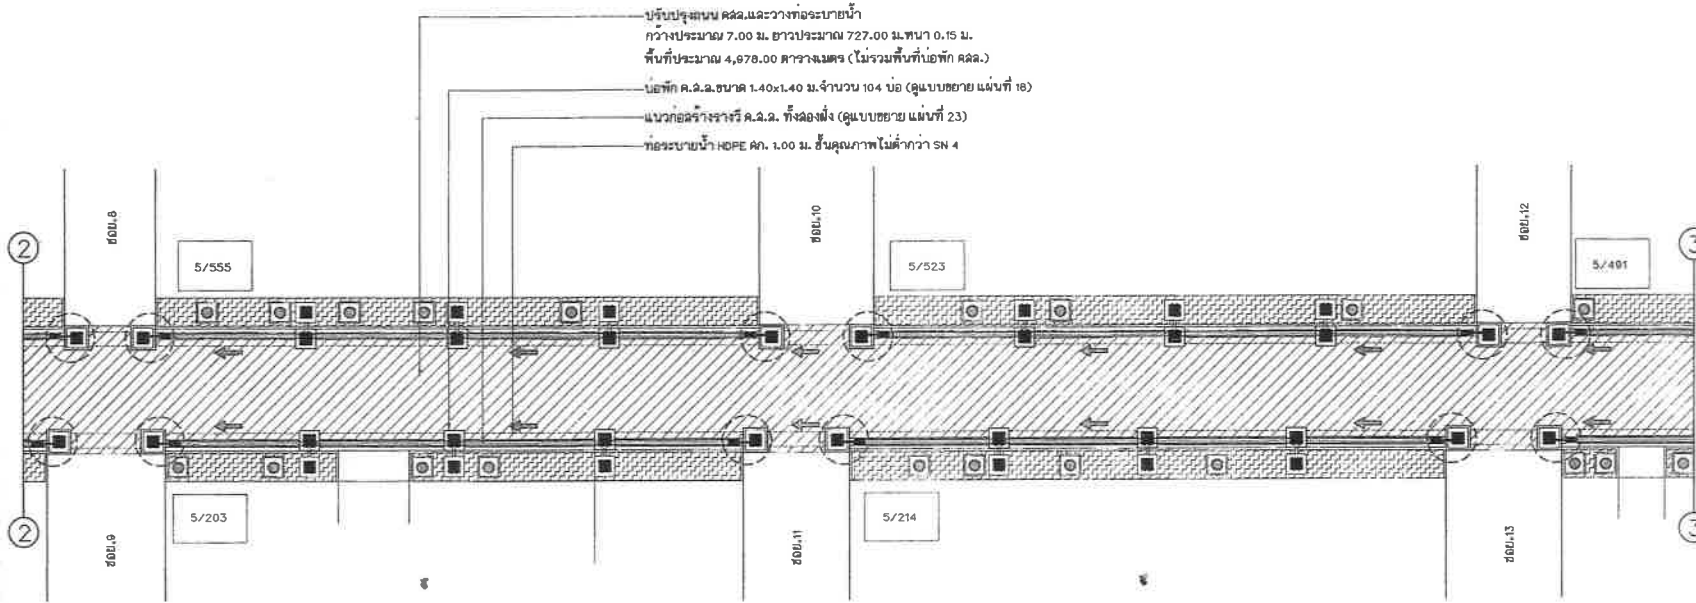 ปรับปรุงถนน คสล.และวางท่อระบายน้ำ
กว้างประมาณ 7.00 ม. ยาวประมาณ 727.00 ม.หนา 0.15 ม.
พื้นที่ประมาณ 4,978.00 ตารางเมตร (ไม่รวมพื้นที่บ่อพัก คสล.)
บ่อพัก ค.ส.ล.ขนาด 1.40x1.40 ม.จำนวน 104 บ่อ (ดูแบบขยาย แผ่นที่ 18)
แนวก่อสร้างรางวี ค.ส.ล. ทั้งสองฝั่ง (ดูแบบขยาย แผ่นที่ 23)
ท่อระบายน้ำ HDPE ศก. 1.00 ม. ชั้นคุณภาพไม่ต่ำกว่า SN 4
ซอย.8
ซอย.10
ซอย.12
2
5/555
5/523
5/491
3
2
5/203
5/214
3
ซอย.9
ซอย.11
ซอย.13